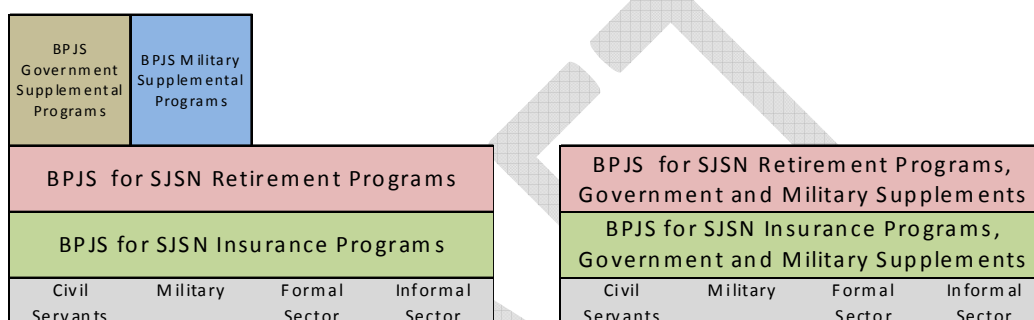 BPJS
Government
Supplemental
Programs
BPJS Military
Supplemental
Programs
BPJS for SJSN Retirement Programs
BPJS for SJSN Insurance Programs
Civil
Servants
Military
Formal
Sector
Informal
Sector
BPJS for SJSN Retirement Programs,
Government and Military Supplements
BPJS for SJSN Insurance Programs,
Government and Military Supplements
Civil
Servants
Military
Formal
Sector
Informal
Sector